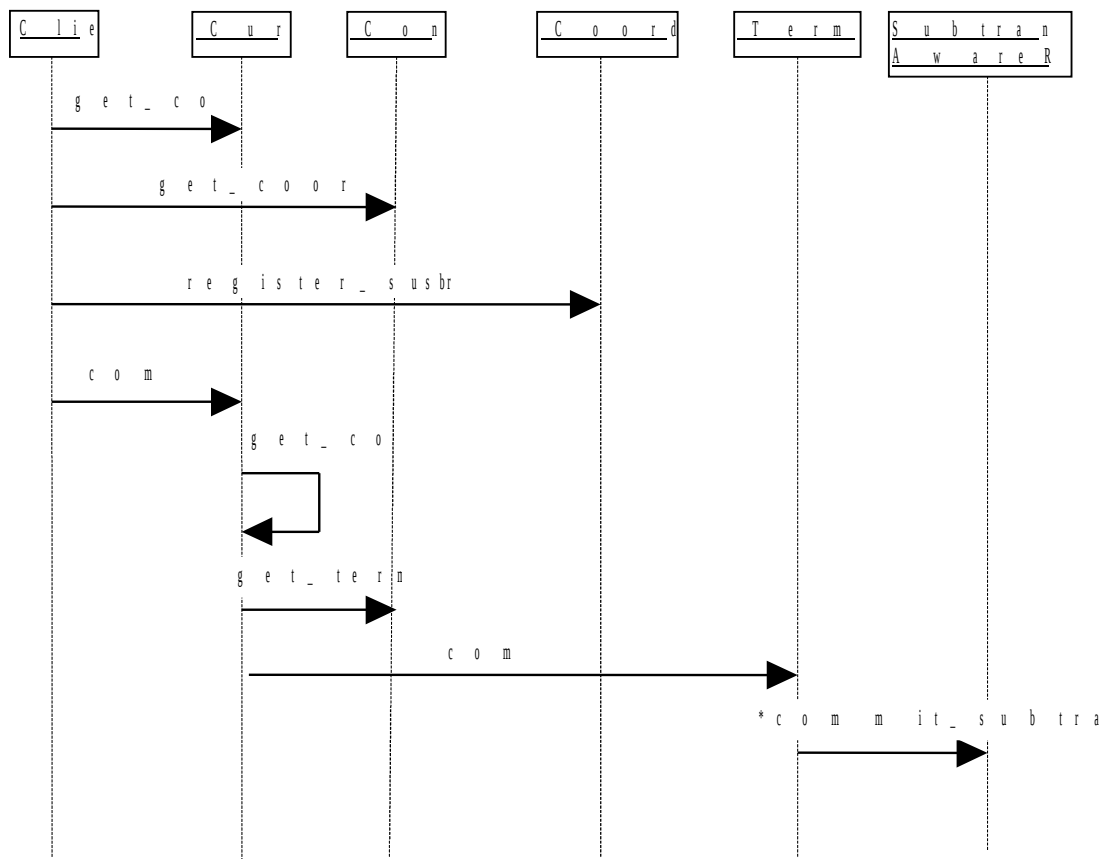 Clie
Cur
Con
Coord
Term
Subtran
AwareR
get_co
get_coor
register_susbr
com
get_co
get_tern
com
*commit_subtra